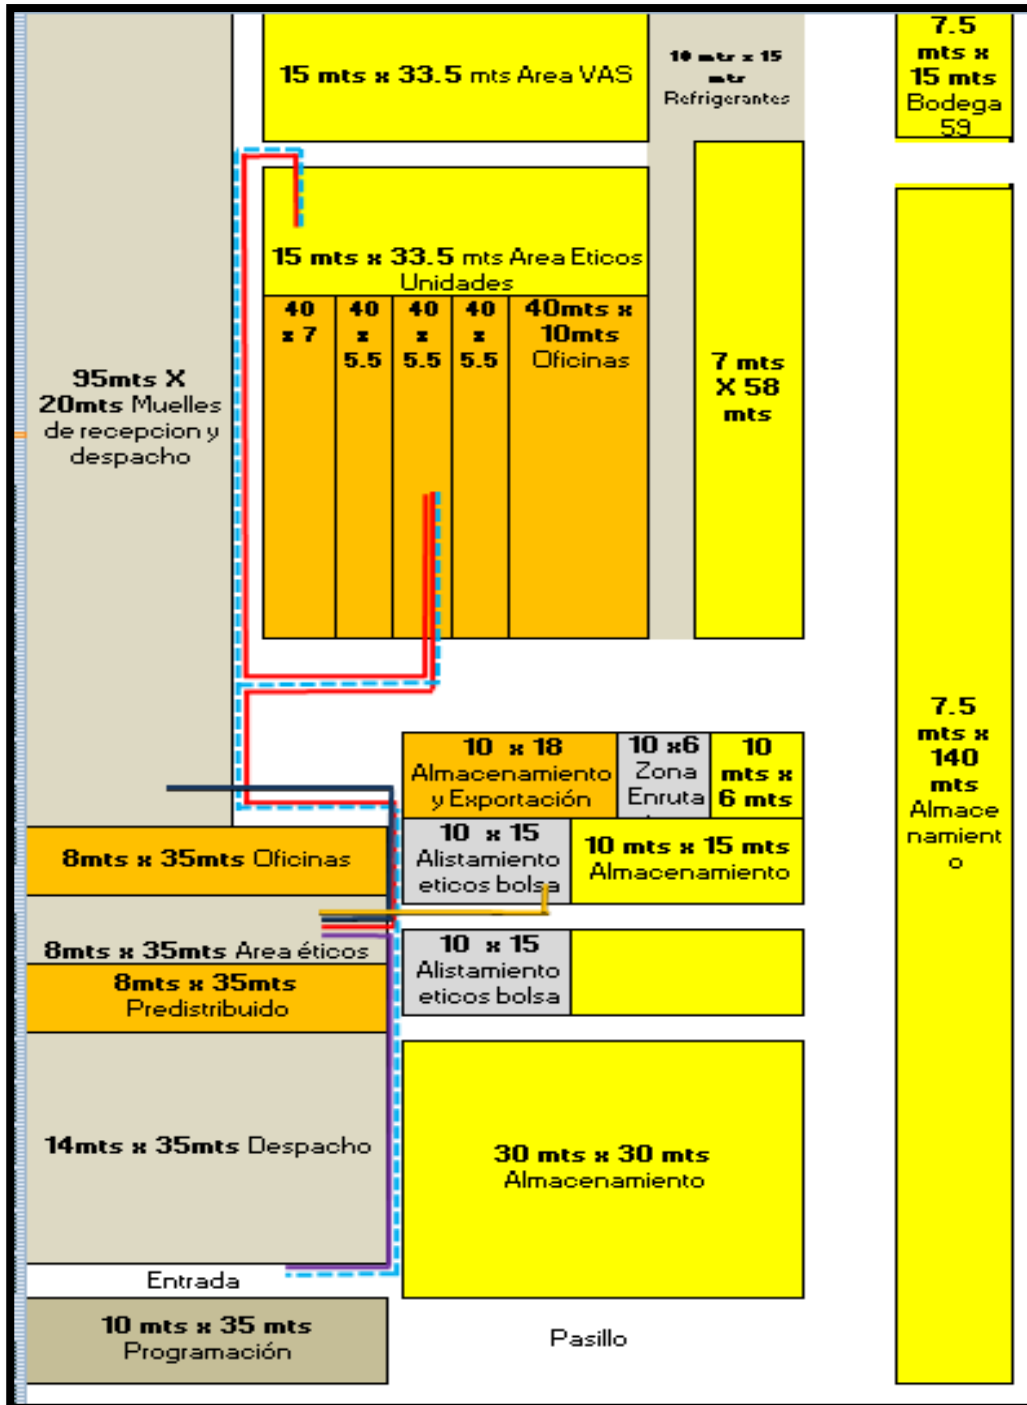 15 mts x 33.5 mts Area VAS
10 mtr x 15
mtr
Refrigerantes
7.5
mts x
15 mts
Bodega
59
15 mts x 33.5 mts Area Eticos
Unidades
40
x 7
40
x
5.5
40
x
5.5
40
x
5.5
40mts x
10mts
Oficinas
7 mts
X 58
mts
95mts X
20mts Muelles
de recepcion y
despacho
7.5
mts x
140
mts
Almace
namient
o
10 x 18
Almacenamiento
y Exportación
10 x6
Zona
Enruta
10
mts x
6 mts
8mts x 35mts Oficinas
10 x 15
Alistamiento
eticos bolsa
10 mts x 15 mts
Almacenamiento
8mts x 35mts Area éticos
10 x 15
Alistamiento
eticos bolsa
8mts x 35mts
Predistribuido
14mts x 35mts Despacho
30 mts x 30 mts
Almacenamiento
Entrada
10 mts x 35 mts
Programación
Pasillo